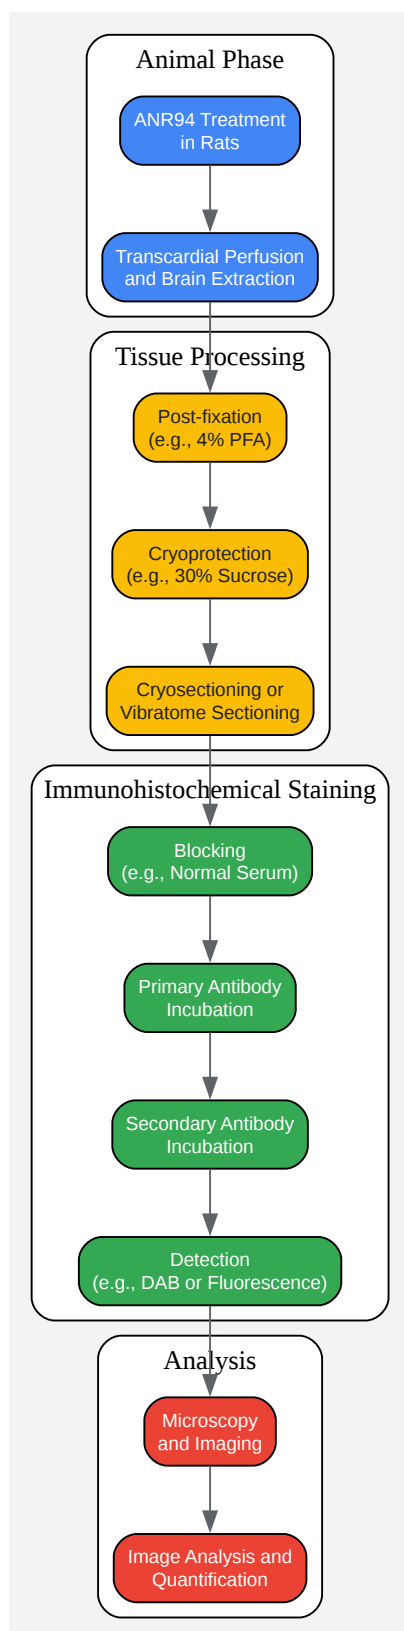 Animal Phase
ANR94 Treatment
in Rats
Transcardial Perfusion
and Brain Extraction
Tissue Processing
Post-fixation
(e.g., 4% PFA)
Cryoprotection
(e.g., 30% Sucrose)
Cryosectioning or
Vibratome Sectioning
Immunohistochemical Staining
Blocking
(e.g., Normal Serum)
Primary Antibody
Incubation
Secondary Antibody
Incubation
Detection
(e.g., DAB or Fluorescence)
Analysis
Microscopy
and Imaging
Image Analysis and
Quantification